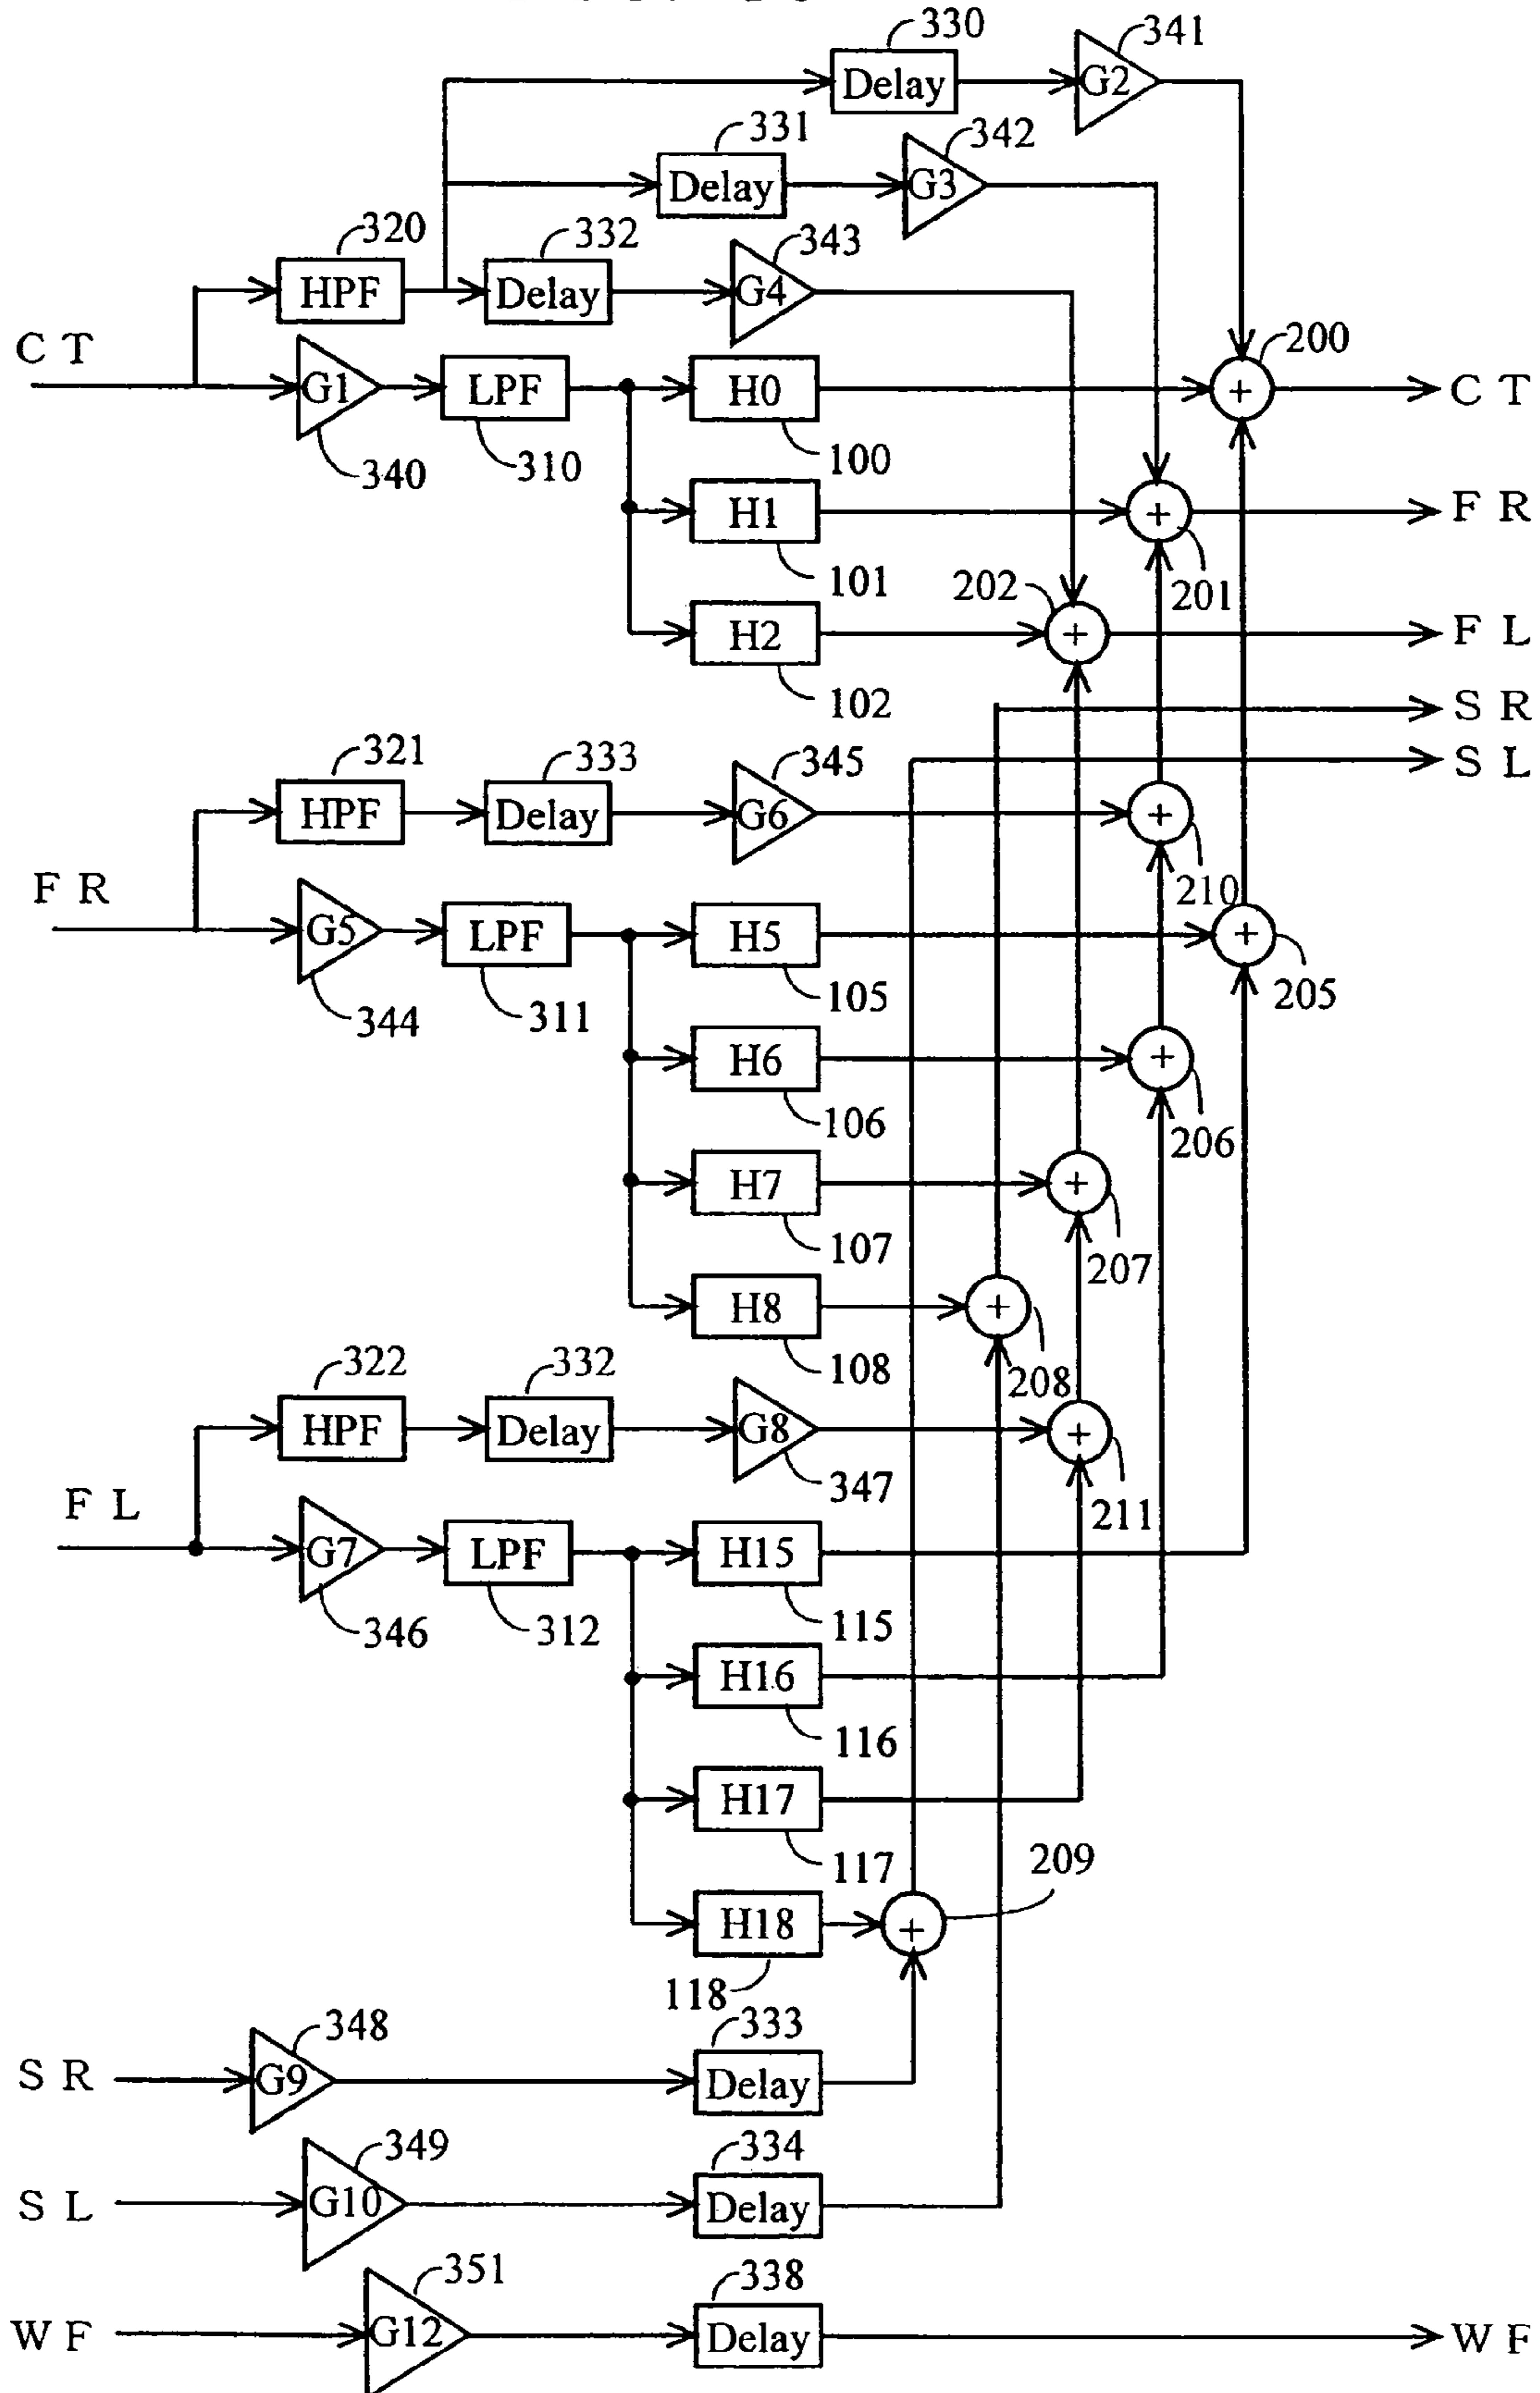 330
341
Delay
G2
331
342
Delay
G3
320
332
343
HPF
Delay
G4
C T
200
G1
LPF
H0
+
C T
340
310
100
H1
+
F R
101
201
202
H2
+
F L
102
S R
321
333
345
S L
HPF
Delay
G6
+
F R
210
G5
LPF
H5
+
344
311
105
205
H6
+
106
206
H7
+
107
207
H8
+
108
208
322
332
HPF
Delay
G8
+
347
211
F L
G7
LPF
H15
346
312
115
H16
116
H17
117
209
H18
+
118
348
333
S R
G9
Delay
349
334
S L
G10
Delay
351
338
W F
G12
Delay
W F